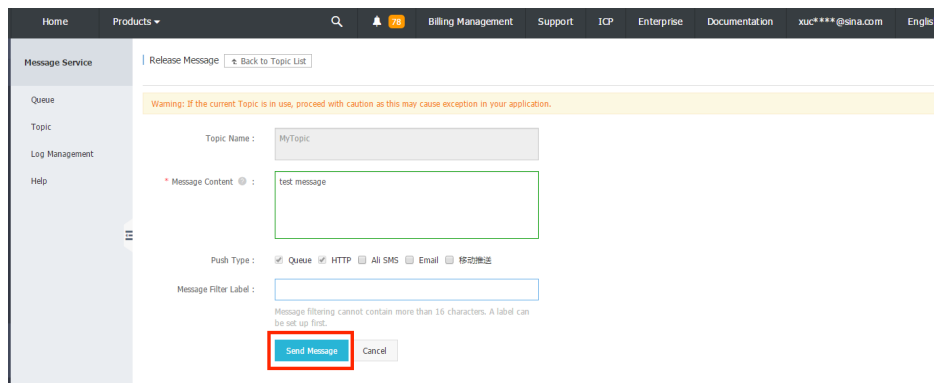 Home Products 78 Billing Management Support ICP Enterprise Documentation xuc****@sina.com Englis
Message Service
Release Message Back to Topic List
Queue
Topic
Log Management
Help
Warning: If the current Topic is in use, proceed with caution as this may cause exception in your application.
Topic Name : MyTopic
* Message Content : test message
Push Type : Queue HTTP Ali SMS Email 移动推送
Message Filter Label :
Message filtering cannot contain more than 16 characters. A label can
be set up first.
Send Message Cancel